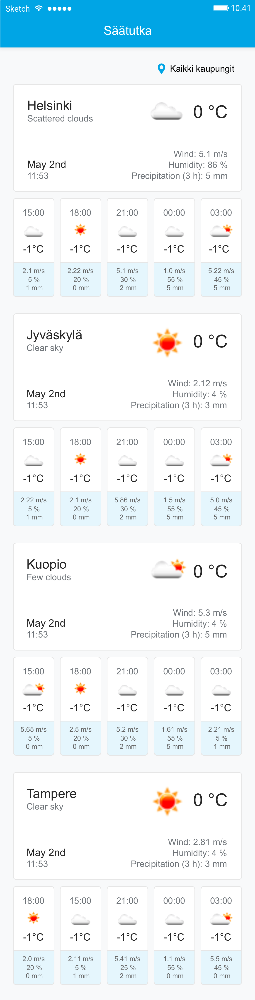 Sketch 10:41
Säätutka
Kaikki kaupungit
Helsinki
Scattered clouds
0 °C
May 2nd
11:53
Wind: 5.1 m/s
Humidity: 86 %
Precipitation (3 h): 5 mm
15:00
-1°C
2.1 m/s
5 %
1 mm
18:00
-1°C
2.22 m/s
20 %
0 mm
21:00
-1°C
5.1 m/s
30 %
2 mm
00:00
-1°C
1.0 m/s
55 %
5 mm
03:00
-1°C
5.22 m/s
45 %
5 mm
Jyväskylä
Clear sky
0 °C
May 2nd
11:53
Wind: 2.12 m/s
Humidity: 4 %
Precipitation (3 h): 3 mm
15:00
-1°C
2.22 m/s
5 %
1 mm
18:00
-1°C
2.1 m/s
20 %
0 mm
21:00
-1°C
5.86 m/s
30 %
2 mm
00:00
-1°C
1.5 m/s
55 %
5 mm
03:00
-1°C
5.0 m/s
45 %
5 mm
Kuopio
Few clouds
0 °C
May 2nd
11:53
Wind: 5.3 m/s
Humidity: 4 %
Precipitation (3 h): 5 mm
15:00
-1°C
5.65 m/s
5 %
0 mm
18:00
-1°C
2.5 m/s
20 %
0 mm
21:00
-1°C
5.2 m/s
30 %
2 mm
00:00
-1°C
1.61 m/s
55 %
5 mm
03:00
-1°C
2.21 m/s
5 %
1 mm
Tampere
Clear sky
0 °C
May 2nd
11:53
Wind: 2.81 m/s
Humidity: 4 %
Precipitation (3 h): 3 mm
18:00
-1°C
2.0 m/s
20 %
0 mm
15:00
-1°C
2.11 m/s
5 %
1 mm
21:00
-1°C
5.41 m/s
25 %
2 mm
00:00
-1°C
1.1 m/s
55 %
0 mm
03:00
-1°C
5.5 m/s
45 %
0 mm